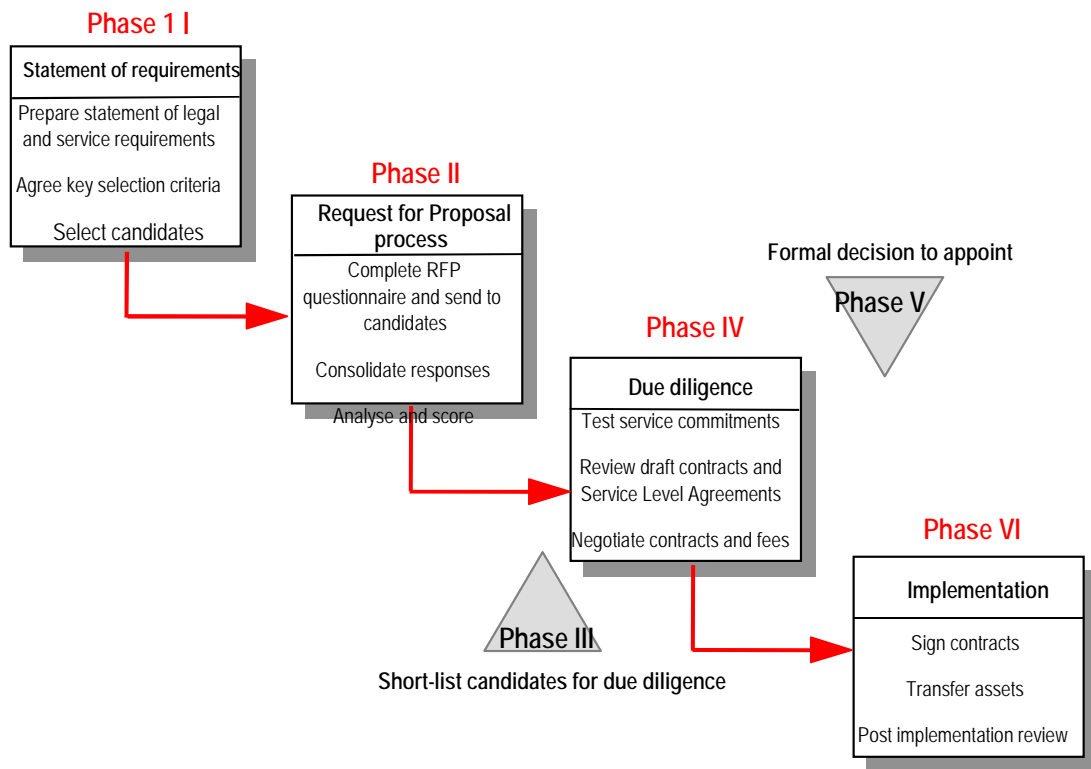 Phase 1 I
Statement of requirements
Prepare statement of legal
and service requirements
Agree key selection criteria
Select candidates
Phase II
Request for Proposal
process
Complete RFP
questionnaire and send to
candidates
Consolidate responses
Analyse and score
Phase III
Short-list candidates for due diligence
Phase IV
Due diligence
Test service commitments
Review draft contracts and
Service Level Agreements
Negotiate contracts and fees
Formal decision to appoint
Phase V
Phase VI
Implementation
Sign contracts
Transfer assets
Post implementation review